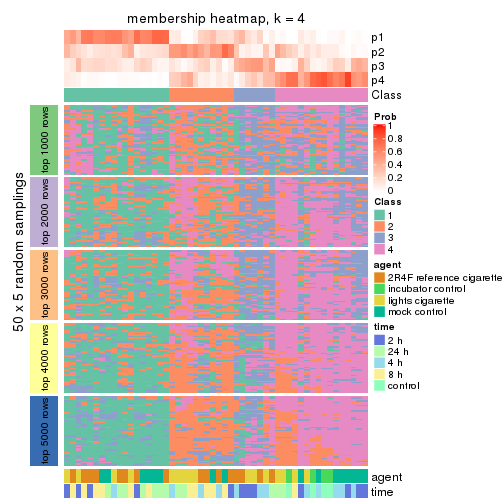 membership heatmap, k = 4
p1
p2
p3
p4
Class
50 x 5 random samplings
top 1000 rows
top 2000 rows
top 3000 rows
top 4000 rows
top 5000 rows
Prob
1
0.8
0.6
0.4
0.2
0
Class
1
2
3
4
agent
2R4F reference cigarette
incubator control
lights cigarette
mock control
time
2 h
24 h
4 h
8 h
control
agent
time